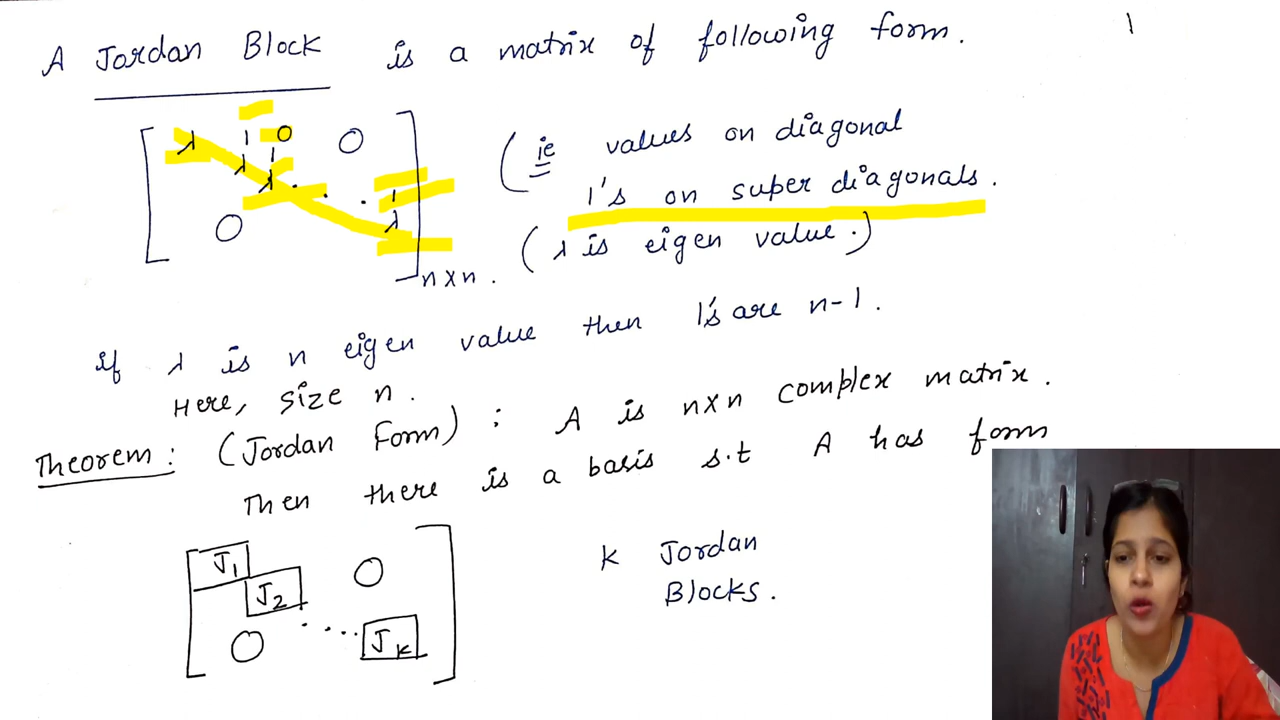 A Jordan Block is a matrix of following form. 1
λ 1 0 0
λ 1
λ . . . 1
0 λ
n×n.
(ie values on diagonal
1's on super diagonals.
(λ is eigen value.)
If λ is n eigen value then 1's are n-1.
Here, size n.
Theorem: (Jordan Form) : A is n×n complex matrix.
Then there is a basis s.t A has form
J1 0
J2
0 ..... Jk
K Jordan
Blocks.